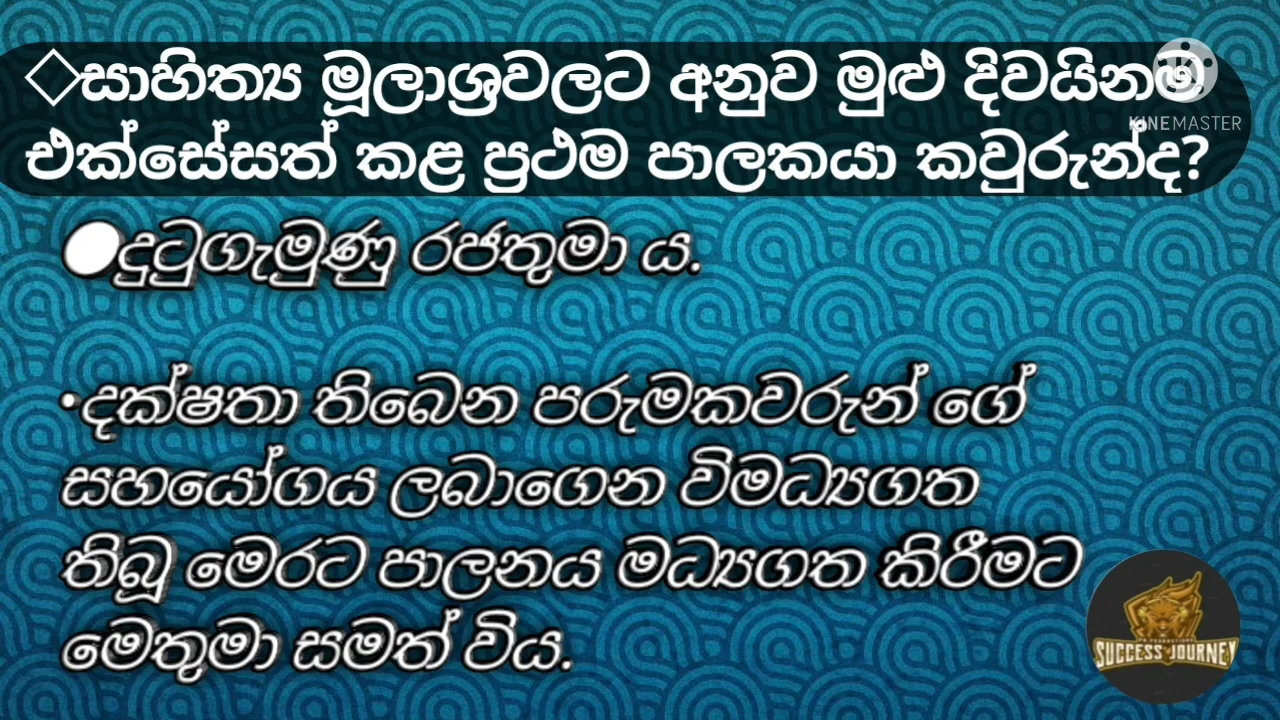 ◇සාහිත්‍ය මූලාශ්‍රවලට අනුව මුළු දිවයිනම
එක්සේසත් කළ ප්‍රථම පාලකයා කවුරුන්ද?
KINEMASTER
●දුටුගැමුණු රජතුමා ය.
•දක්ෂතා තිබෙන පරුමකවරුන් ගේ
සහයෝගය ලබාගෙන විමධ්‍යගත
තිබූ මෙරට පාලනය මධ්‍යගත කිරීමට
මෙතුමා සමත් විය.
SUCCESS JOURNEY